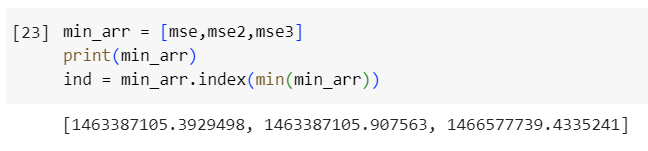 [23] min_arr = [mse,mse2,mse3]
print(min_arr)
ind = min_arr.index(min(min_arr))
[1463387105.3929498, 1463387105.907563, 1466577739.4335241]